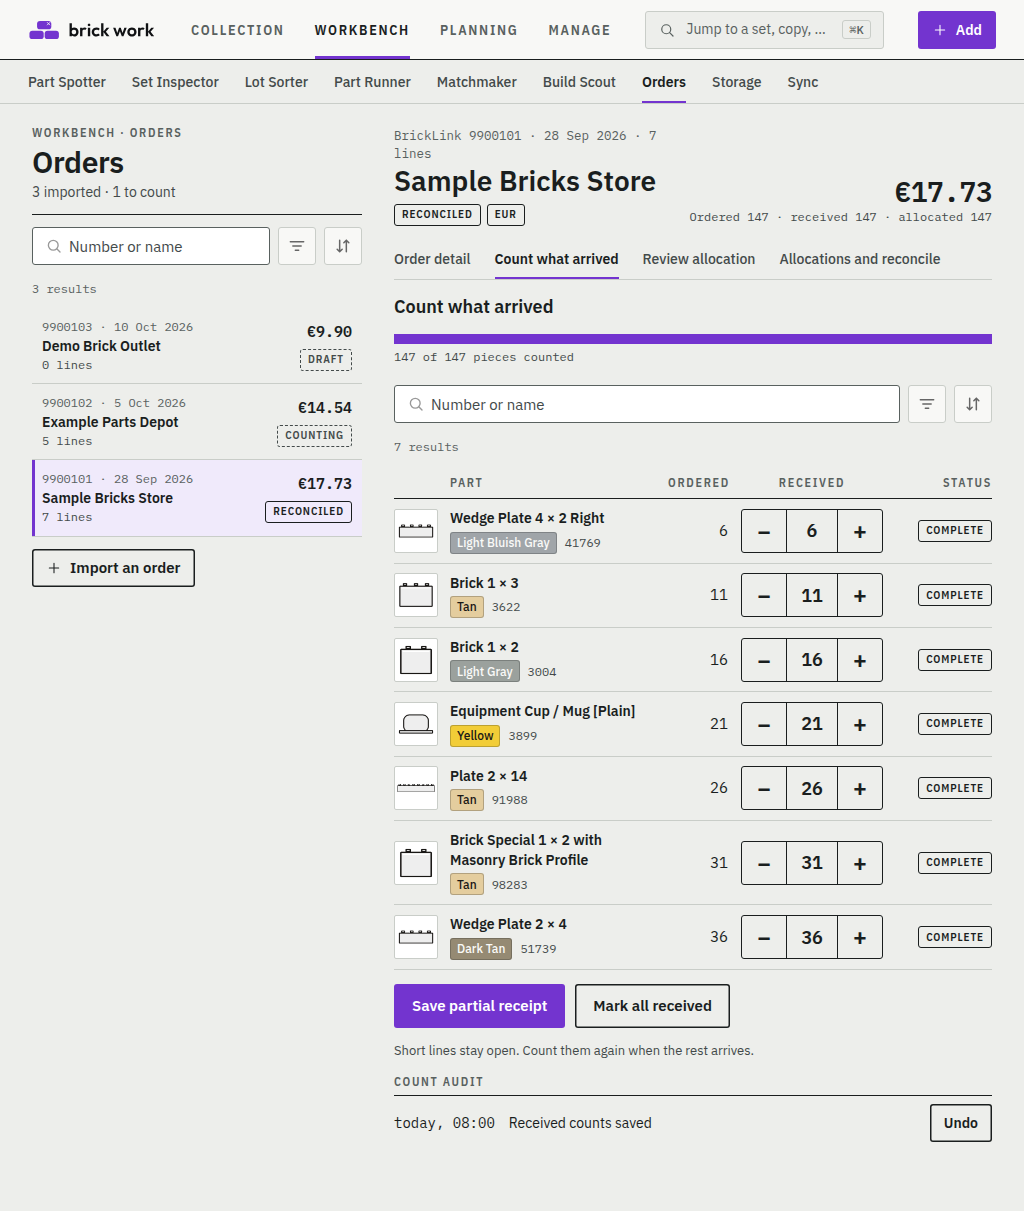 brick work
COLLECTION
WORKBENCH
PLANNING
MANAGE
Jump to a set, copy, ...
⌘K
Add
Part Spotter
Set Inspector
Lot Sorter
Part Runner
Matchmaker
Build Scout
Orders
Storage
Sync
WORKBENCH · ORDERS
Orders
3 imported · 1 to count
Number or name
3 results
9900103 · 10 Oct 2026
Demo Brick Outlet
0 lines
€9.90
DRAFT
9900102 · 5 Oct 2026
Example Parts Depot
5 lines
€14.54
COUNTING
9900101 · 28 Sep 2026
Sample Bricks Store
7 lines
€17.73
RECONCILED
Import an order
BrickLink 9900101 · 28 Sep 2026 · 7
lines
Sample Bricks Store
RECONCILED
EUR
€17.73
Ordered 147 · received 147 · allocated 147
Order detail
Count what arrived
Review allocation
Allocations and reconcile
Count what arrived
147 of 147 pieces counted
Number or name
7 results
PART ORDERED RECEIVED STATUS
Wedge Plate 4 × 2 Right
Light Bluish Gray 41769
6 − 6 + COMPLETE
Brick 1 × 3
Tan 3622
11 − 11 + COMPLETE
Brick 1 × 2
Light Gray 3004
16 − 16 + COMPLETE
Equipment Cup / Mug [Plain]
Yellow 3899
21 − 21 + COMPLETE
Plate 2 × 14
Tan 91988
26 − 26 + COMPLETE
Brick Special 1 × 2 with
Masonry Brick Profile
Tan 98283
31 − 31 + COMPLETE
Wedge Plate 2 × 4
Dark Tan 51739
36 − 36 + COMPLETE
Save partial receipt
Mark all received
Short lines stay open. Count them again when the rest arrives.
COUNT AUDIT
today, 08:00 Received counts saved
Undo